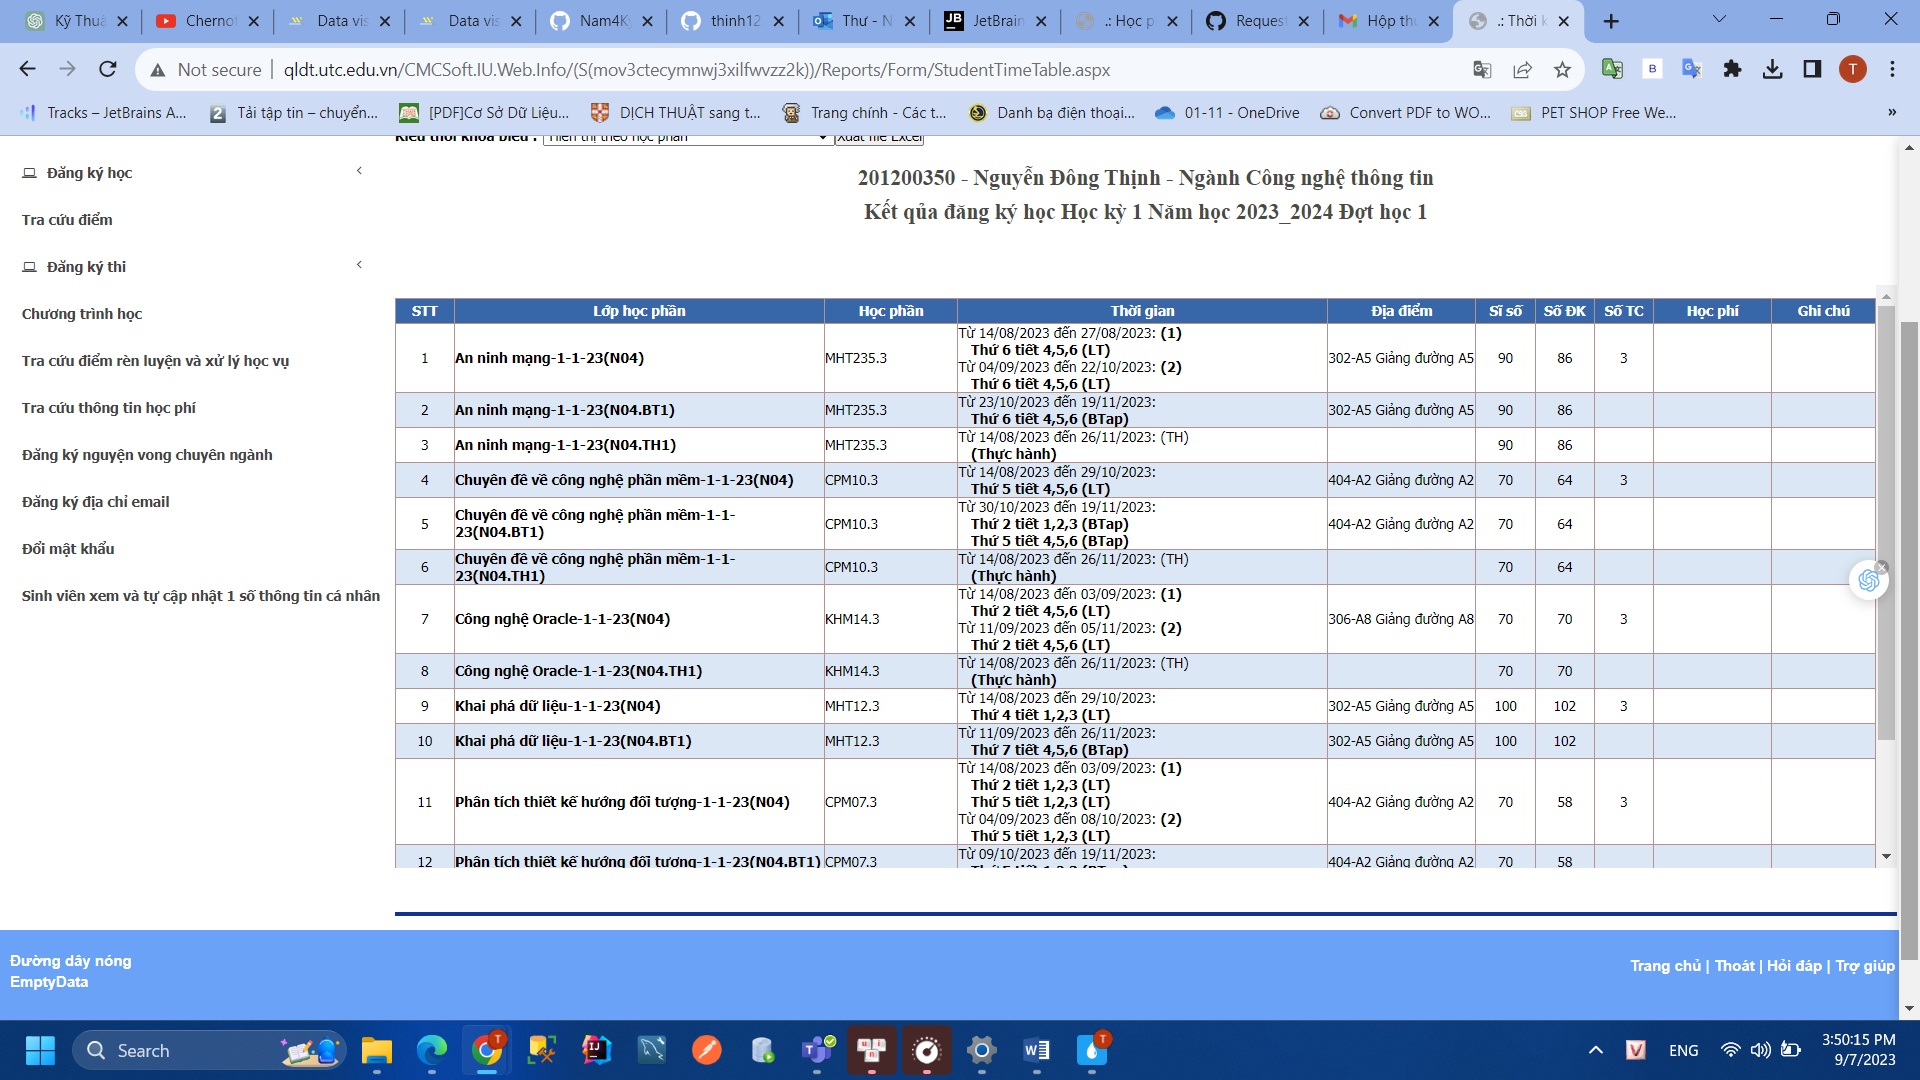 Kỹ Thuậ
Cherno
Data vis
Data vis
Nam4Ky
thinh12
Thư - N
JetBrain
.: Học p
Reques
Hộp th
.: Thời k
Not secure
qldt.utc.edu.vn/CMCSoft.IU.Web.Info/(S(mov3ctecymnwj3xilfwvzz2k))/Reports/Form/StudentTimeTable.aspx
T
Tracks – JetBrains A...
Tải tập tin – chuyển...
[PDF]Cơ Sở Dữ Liệu...
DỊCH THUẬT sang t...
Trang chính - Các t...
Danh bạ điện thoại...
01-11 - OneDrive
Convert PDF to WO...
PET SHOP Free We...
»
Kiểu thời khóa biểu :
Hiển thị theo học phần
Xuất file Excel
Đăng ký học
Tra cứu điểm
Đăng ký thi
Chương trình học
Tra cứu điểm rèn luyện và xử lý học vụ
Tra cứu thông tin học phí
Đăng ký nguyện vong chuyên ngành
Đăng ký địa chỉ email
Đổi mật khẩu
Sinh viên xem và tự cập nhật 1 số thông tin cá nhân
201200350 - Nguyễn Đông Thịnh - Ngành Công nghệ thông tin
Kết qủa đăng ký học Học kỳ 1 Năm học 2023_2024 Đợt học 1
STT Lớp học phần Học phần Thời gian Địa điểm Sĩ số Số ĐK Số TC Học phí Ghi chú
1 An ninh mạng-1-1-23(N04) MHT235.3
Từ 14/08/2023 đến 27/08/2023: (1)
Thứ 6 tiết 4,5,6 (LT)
Từ 04/09/2023 đến 22/10/2023: (2)
Thứ 6 tiết 4,5,6 (LT)
302-A5 Giảng đường A5 90 86 3
2 An ninh mạng-1-1-23(N04.BT1) MHT235.3
Từ 23/10/2023 đến 19/11/2023:
Thứ 6 tiết 4,5,6 (BTap)
302-A5 Giảng đường A5 90 86
3 An ninh mạng-1-1-23(N04.TH1) MHT235.3
Từ 14/08/2023 đến 26/11/2023: (TH)
(Thực hành)
90 86
4 Chuyên đề về công nghệ phần mềm-1-1-23(N04) CPM10.3
Từ 14/08/2023 đến 29/10/2023:
Thứ 5 tiết 4,5,6 (LT)
404-A2 Giảng đường A2 70 64 3
5 Chuyên đề về công nghệ phần mềm-1-1-
23(N04.BT1) CPM10.3
Từ 30/10/2023 đến 19/11/2023:
Thứ 2 tiết 1,2,3 (BTap)
Thứ 5 tiết 4,5,6 (BTap)
404-A2 Giảng đường A2 70 64
6 Chuyên đề về công nghệ phần mềm-1-1-
23(N04.TH1) CPM10.3
Từ 14/08/2023 đến 26/11/2023: (TH)
(Thực hành)
70 64
7 Công nghệ Oracle-1-1-23(N04) KHM14.3
Từ 14/08/2023 đến 03/09/2023: (1)
Thứ 2 tiết 4,5,6 (LT)
Từ 11/09/2023 đến 05/11/2023: (2)
Thứ 2 tiết 4,5,6 (LT)
306-A8 Giảng đường A8 70 70 3
8 Công nghệ Oracle-1-1-23(N04.TH1) KHM14.3
Từ 14/08/2023 đến 26/11/2023: (TH)
(Thực hành)
70 70
9 Khai phá dữ liệu-1-1-23(N04) MHT12.3
Từ 14/08/2023 đến 29/10/2023:
Thứ 4 tiết 1,2,3 (LT)
302-A5 Giảng đường A5 100 102 3
10 Khai phá dữ liệu-1-1-23(N04.BT1) MHT12.3
Từ 11/09/2023 đến 26/11/2023:
Thứ 7 tiết 4,5,6 (BTap)
302-A5 Giảng đường A5 100 102
11 Phân tích thiết kế hướng đối tượng-1-1-23(N04) CPM07.3
Từ 14/08/2023 đến 03/09/2023: (1)
Thứ 2 tiết 1,2,3 (LT)
Thứ 5 tiết 1,2,3 (LT)
Từ 04/09/2023 đến 08/10/2023: (2)
Thứ 5 tiết 1,2,3 (LT)
404-A2 Giảng đường A2 70 58 3
12 Phân tích thiết kế hướng đối tượng-1-1-23(N04.BT1) CPM07.3
Từ 09/10/2023 đến 19/11/2023:
404-A2 Giảng đường A2 70 58
Đường dây nóng
EmptyData
Trang chủ | Thoát | Hỏi đáp | Trợ giúp
Search
ENG
3:50:15 PM
9/7/2023